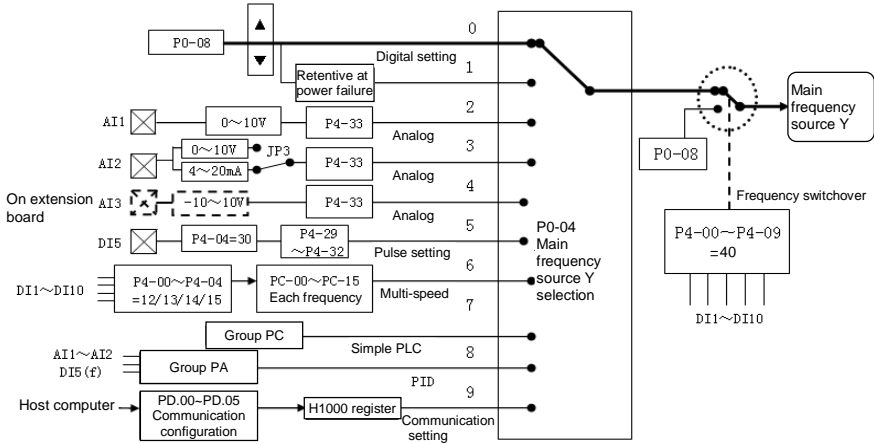 0
P0-08
Digital setting
1
Retentive at
power failure
2
AI1
0～10V
P4-33
Analog
3
AI2
0～10V
4～20mA
JP3
P4-33
Analog
4
On extension
board
AI3
-10～10V
P4-33
Analog
5
DI5
P4-04=30
P4-29
～P4-32
Pulse setting
6
DI1～DI10
P4-00～P4-04
=12/13/14/15
PC-00～PC-15
Each frequency
Multi-speed
7
Group PC
Simple PLC
8
AI1～AI2
DI5(f)
Group PA
PID
9
Host computer
PD.00~PD.05
Communication
configuration
H1000 register
Communication
setting
P0-04
Main
frequency
source Y
selection
Main
frequency
source Y
P0-08
Frequency switchover
P4-00～P4-09
=40
DI1～DI10